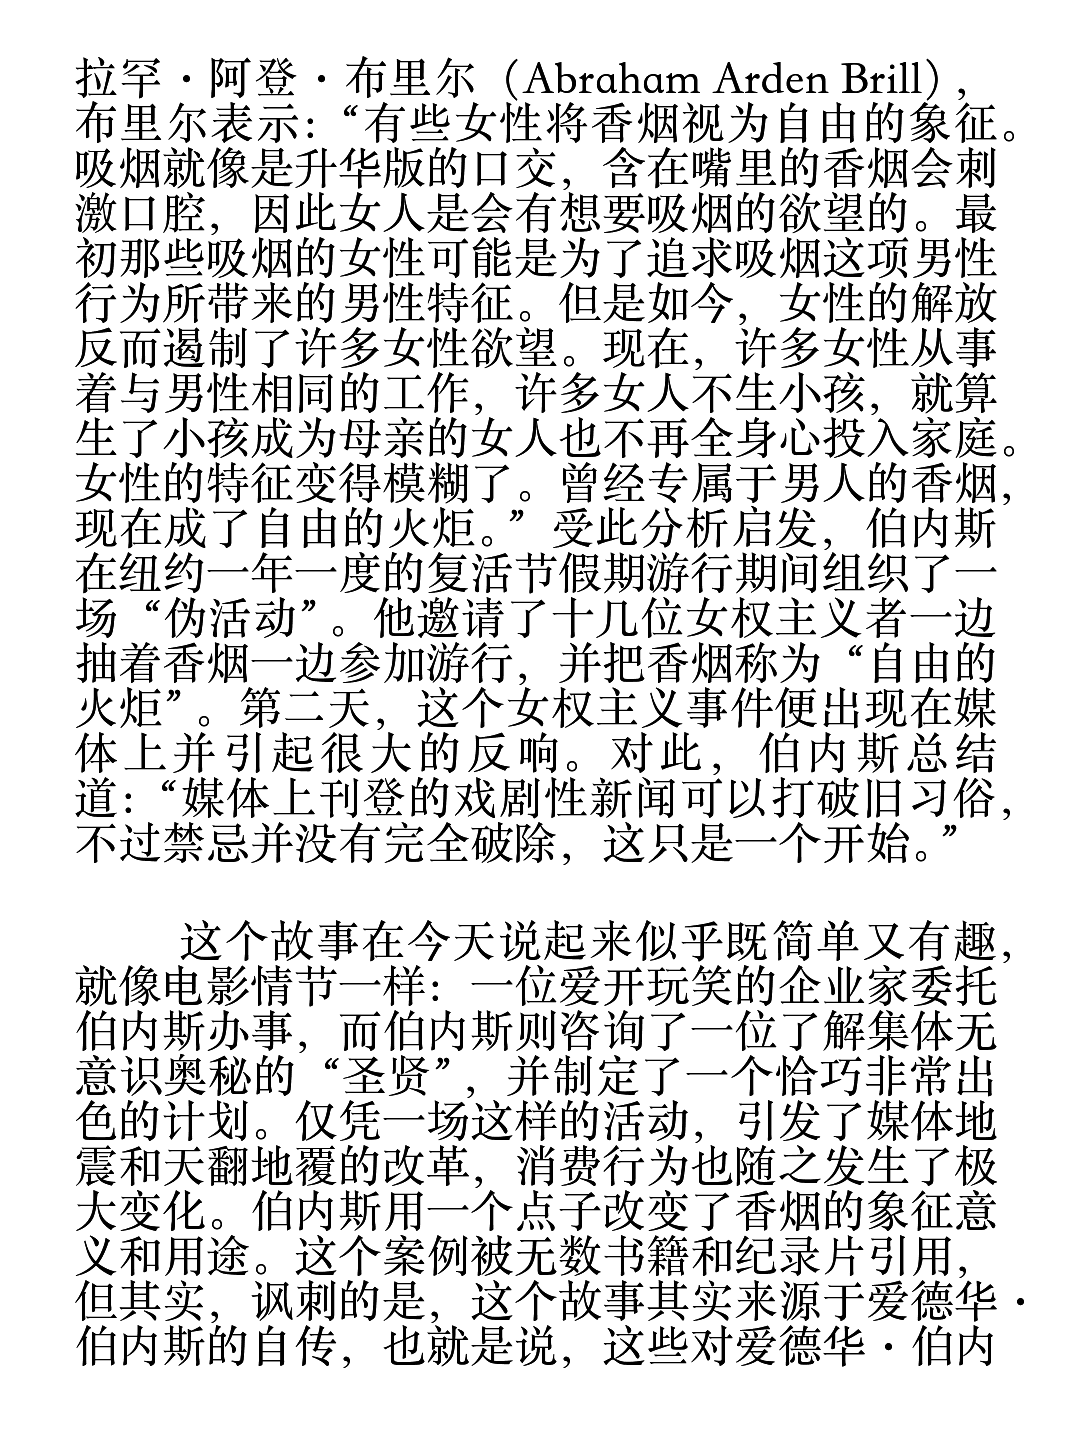 拉罕·阿登·布里尔（Abraham Arden Brill），
布里尔表示：“有些女性将香烟视为自由的象征。
吸烟就像是升华版的口交，含在嘴里的香烟会刺
激口腔，因此女人是会有想要吸烟的欲望的。最
初那些吸烟的女性可能是为了追求吸烟这项男性
行为所带来的男性特征。但是如今，女性的解放
反而遏制了许多女性欲望。现在，许多女性从事
着与男性相同的工作，许多女人不生小孩，就算
生了小孩成为母亲的女人也不再全身心投入家庭。
女性的特征变得模糊了。曾经专属于男人的香烟，
现在成了自由的火炬。”受此分析启发，伯内斯
在纽约一年一度的复活节假期游行期间组织了一
场“伪活动”。他邀请了十几位女权主义者一边
抽着香烟一边参加游行，并把香烟称为“自由的
火炬”。第二天，这个女权主义事件便出现在媒
体上并引起很大的反响。对此，伯内斯总结
道：“媒体上刊登的戏剧性新闻可以打破旧习俗，
不过禁忌并没有完全破除，这只是一个开始。”
这个故事在今天说起来似乎既简单又有趣，
就像电影情节一样：一位爱开玩笑的企业家委托
伯内斯办事，而伯内斯则咨询了一位了解集体无
意识奥秘的“圣贤”，并制定了一个恰巧非常出
色的计划。仅凭一场这样的活动，引发了媒体地
震和天翻地覆的改革，消费行为也随之发生了极
大变化。伯内斯用一个点子改变了香烟的象征意
义和用途。这个案例被无数书籍和纪录片引用，
但其实，讽刺的是，这个故事其实来源于爱德华·
伯内斯的自传，也就是说，这些对爱德华·伯内